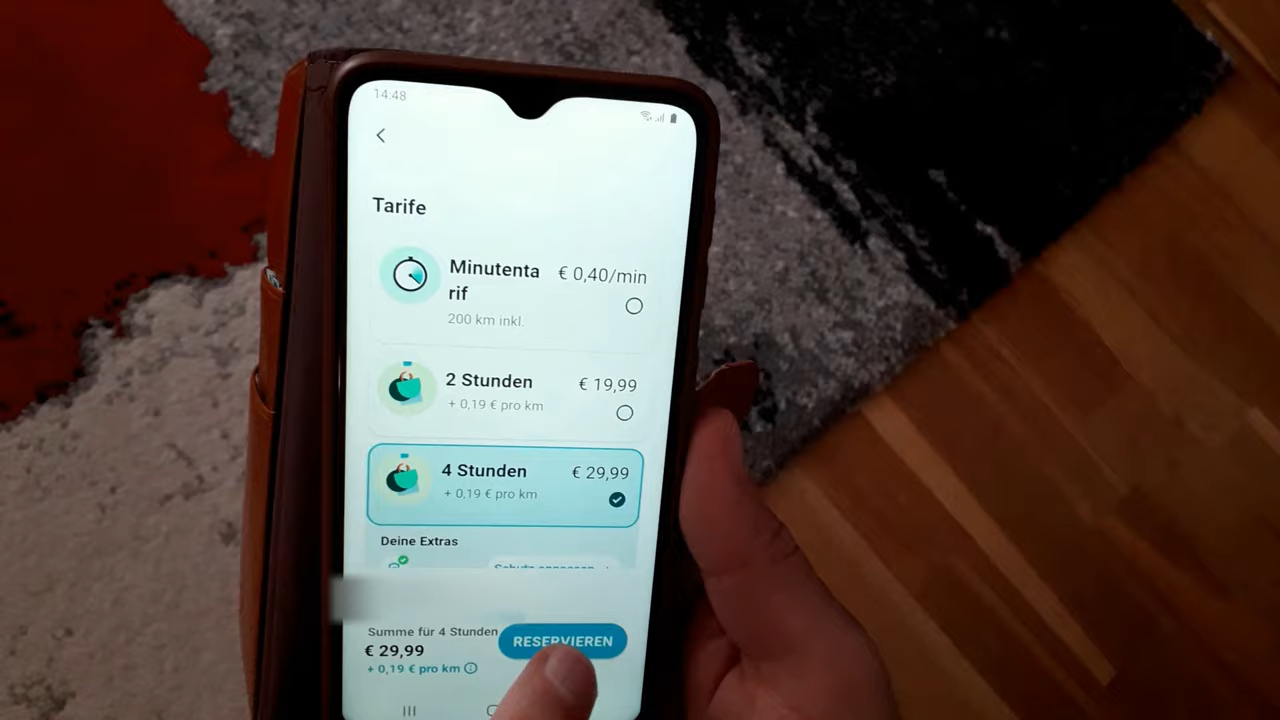 14:48
Tarife
Minutenta
rif
€ 0,40/min
200 km inkl.
2 Stunden
€ 19,99
+ 0,19 € pro km
4 Stunden
€ 29,99
+ 0,19 € pro km
Deine Extras
Schutz anpassen
Summe für 4 Stunden
€ 29,99
+ 0,19 € pro km
RESERVIEREN